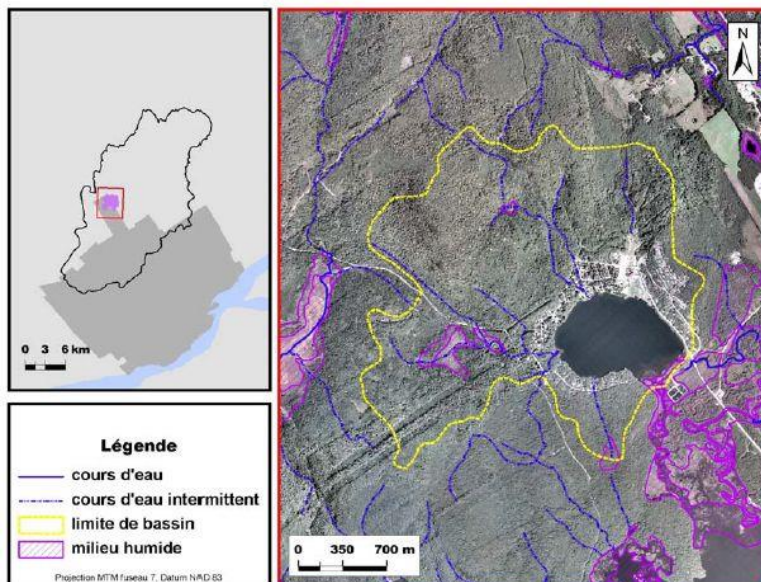 0 3 6 km
Légende
cours d'eau
cours d'eau intermittent
limite de bassin
milieu humide
Projection MTM fuseau 7, Datum NAD 83
N
0 350 700 m